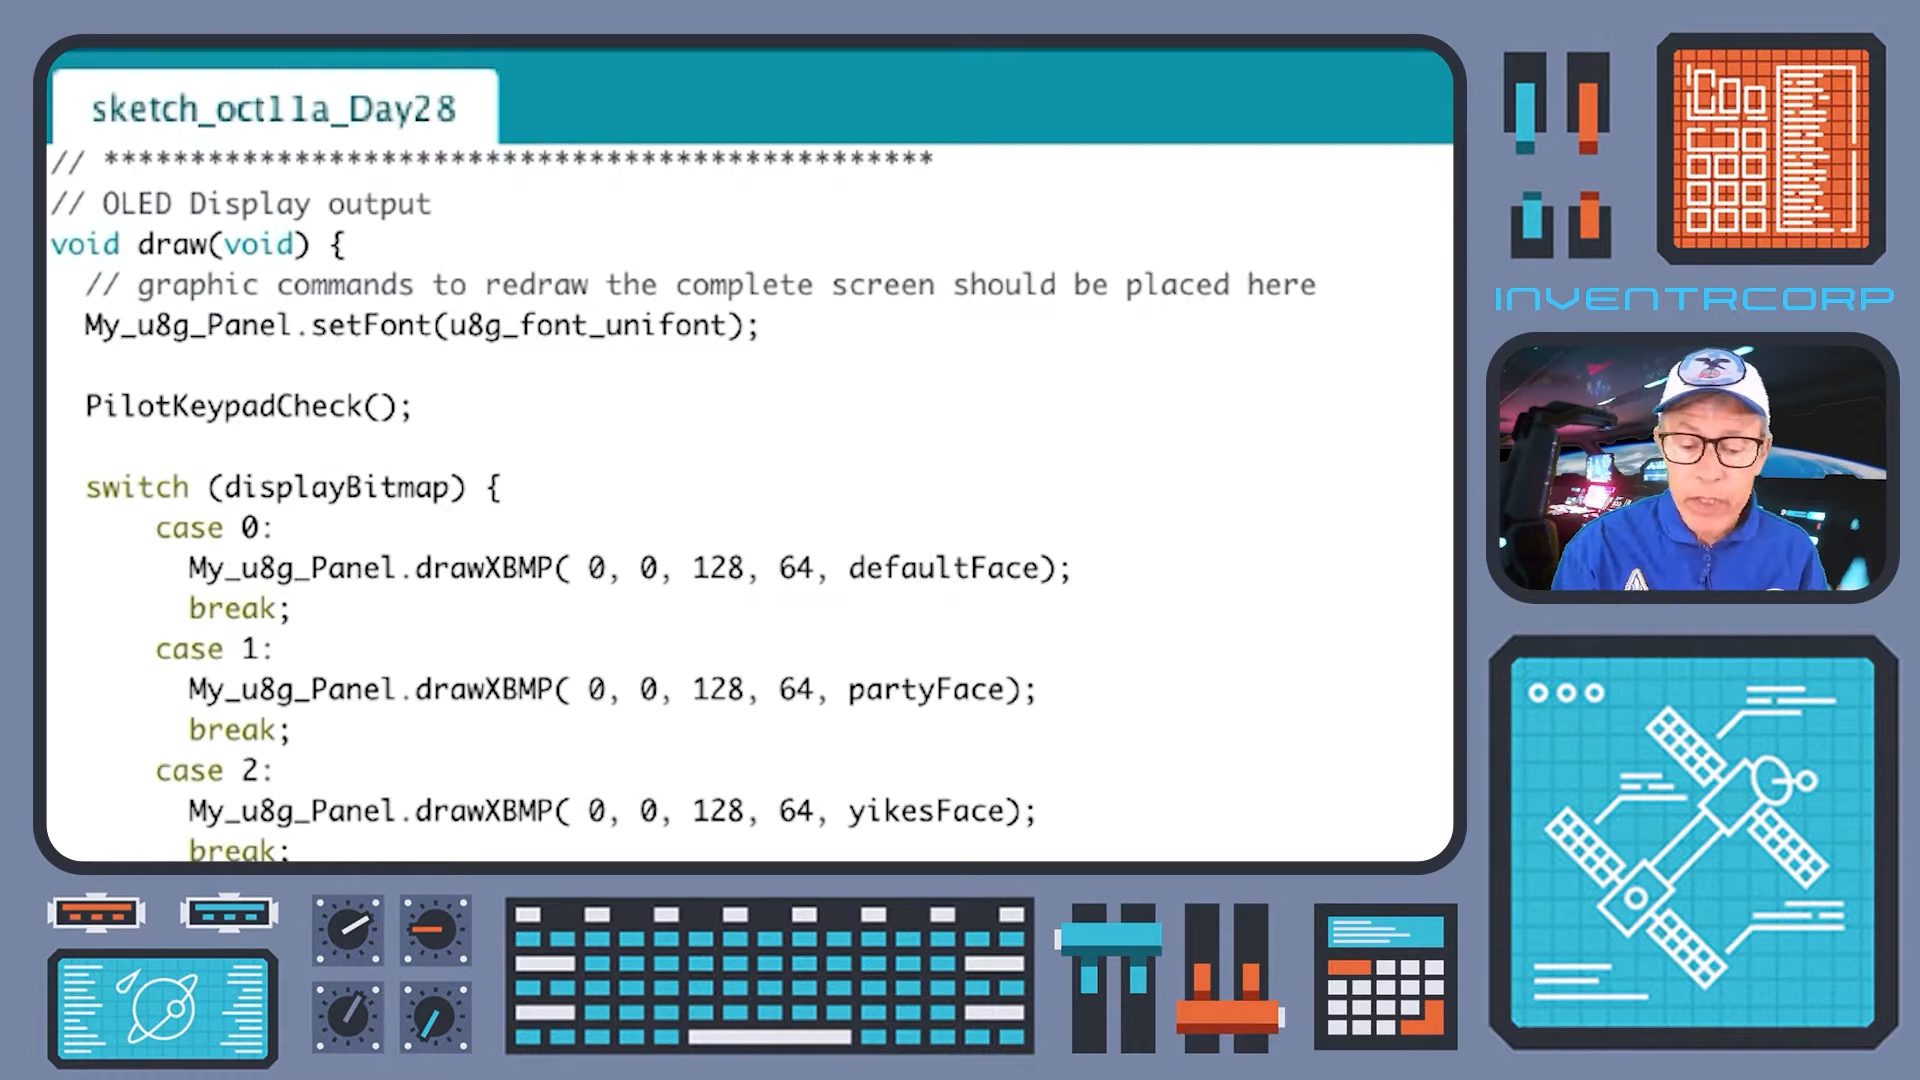 sketch_oct11a_Day28
// ************************************************
// OLED Display output
void draw(void) {
// graphic commands to redraw the complete screen should be placed here
My_u8g_Panel.setFont(u8g_font_unifont);
PilotKeypadCheck();
switch (displayBitmap) {
case 0:
My_u8g_Panel.drawXBMP( 0, 0, 128, 64, defaultFace);
break;
case 1:
My_u8g_Panel.drawXBMP( 0, 0, 128, 64, partyFace);
break;
case 2:
My_u8g_Panel.drawXBMP( 0, 0, 128, 64, yikesFace);
break;
INVENTRCORP